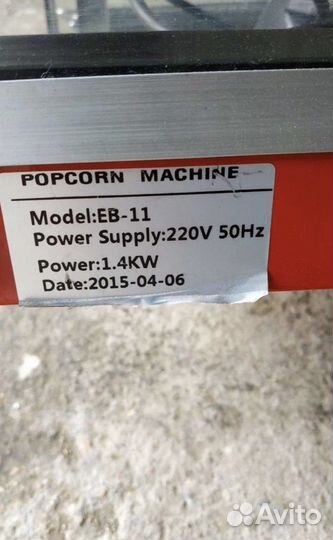 POPCORN MACHINE
Model:EB-11
Power Supply:220V 50Hz
Power:1.4KW
Date:2015-04-06
Avito